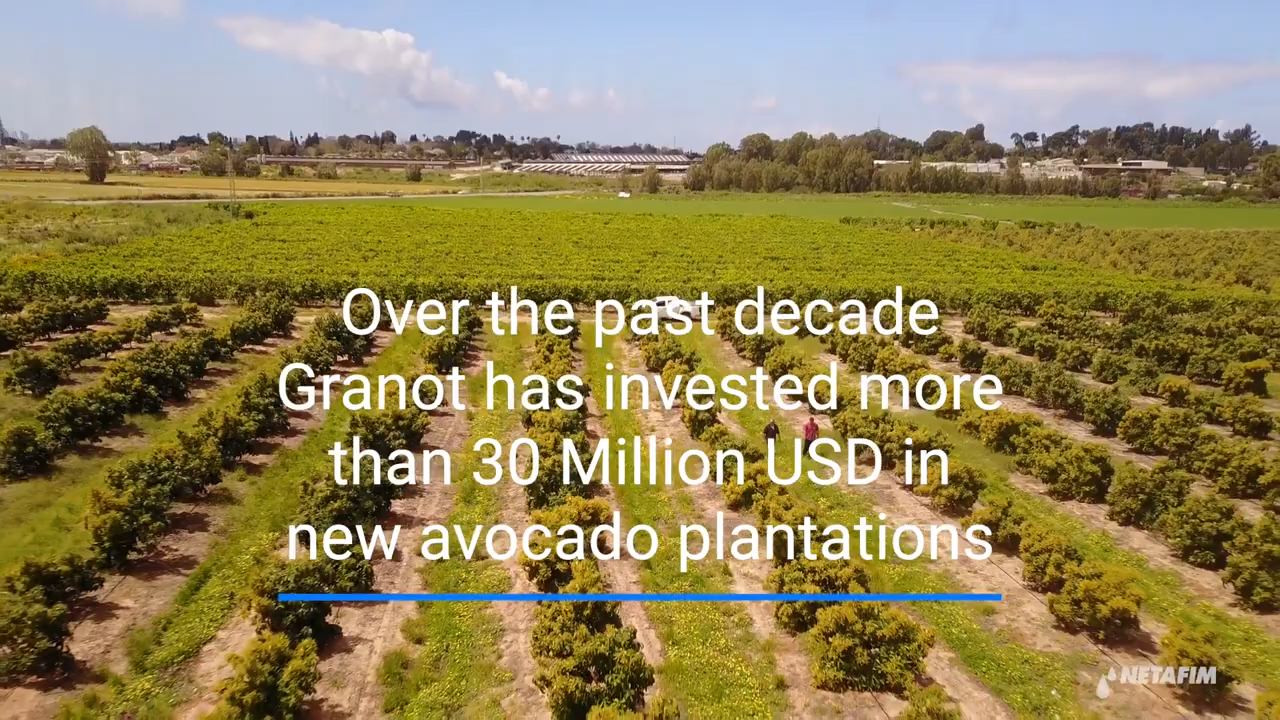 Over the past decade
Granot has invested more
than 30 Million USD in
new avocado plantations
NETAFIM